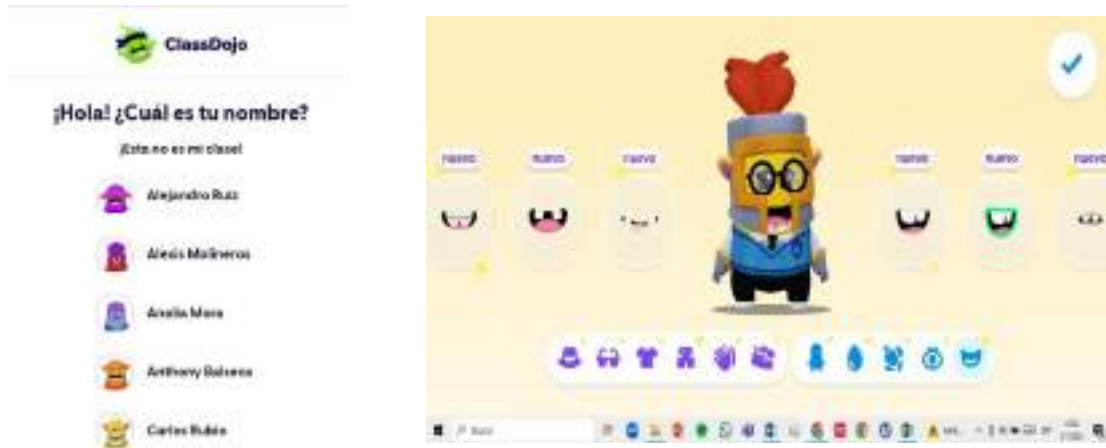 ClassDojo
¡Hola! ¿Cuál es tu nombre?
¡Esta no es mi clase!
Alejandro Ruiz
Alexis Molineros
Analia Mora
Anthony
Carlos Rubio
nuevo nuevo nuevo nuevo nuevo nuevo